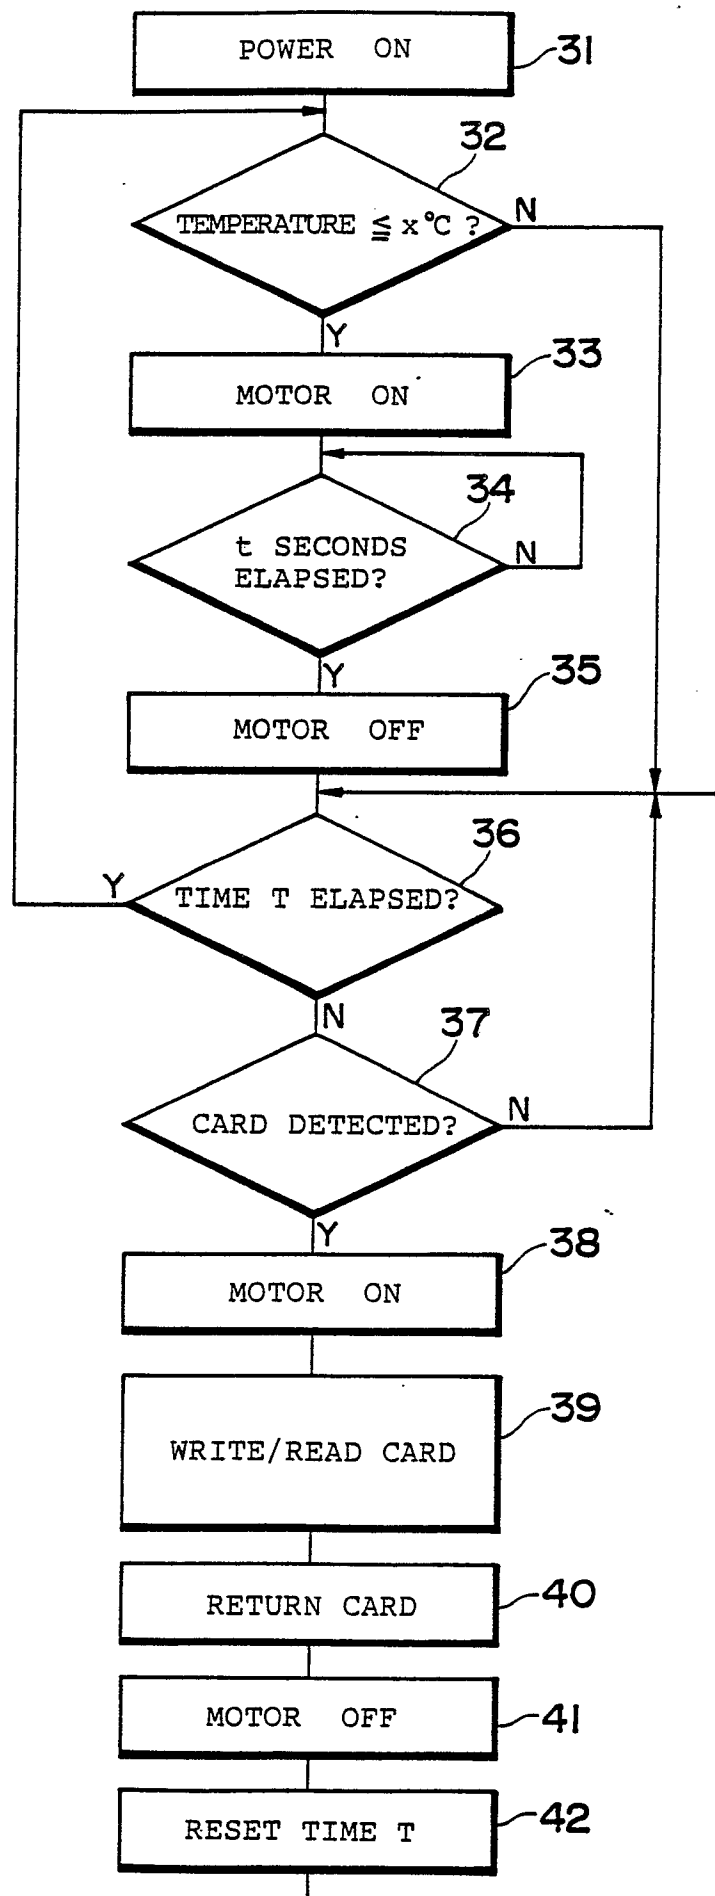 POWER ON
31
32
TEMPERATURE ≦ x°C ?
N
Y
33
MOTOR ON
34
t SECONDS
ELAPSED?
N
Y
35
MOTOR OFF
36
Y
TIME T ELAPSED?
N
37
CARD DETECTED?
N
Y
38
MOTOR ON
39
WRITE/READ CARD
RETURN CARD
40
MOTOR OFF
41
RESET TIME T
42